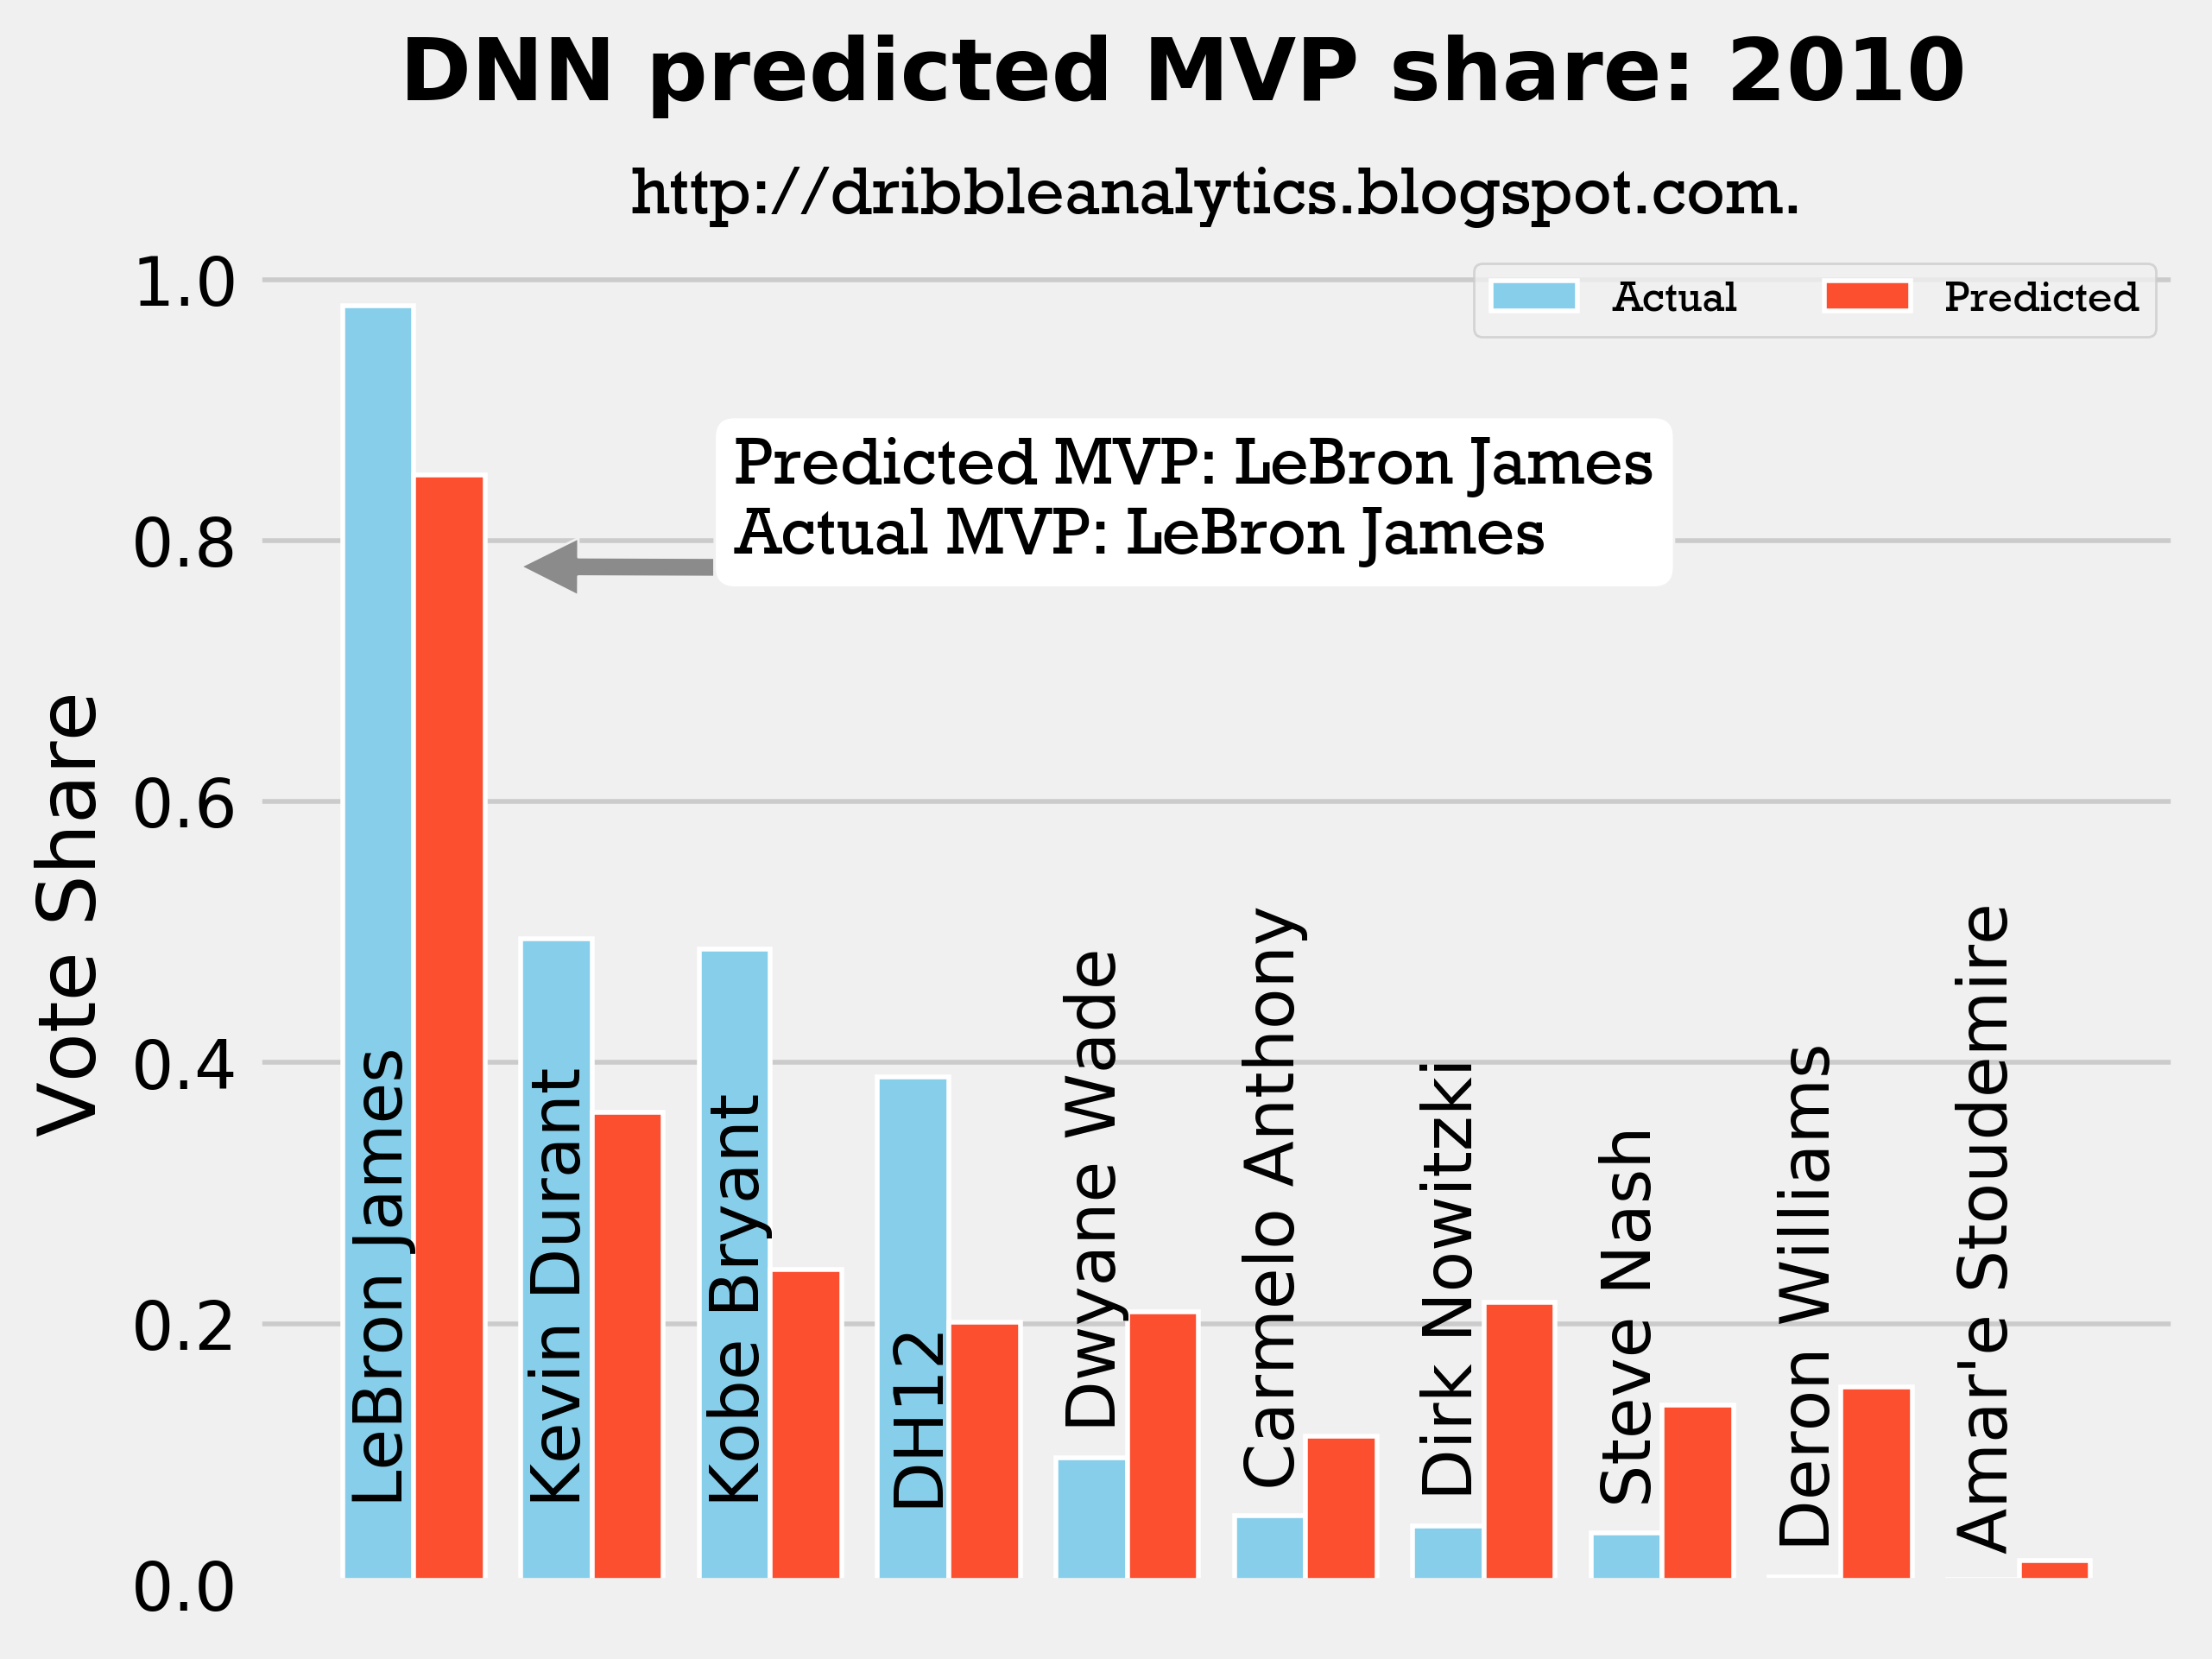 DNN predicted MVP share: 2010
http://dribbleanalytics.blogspot.com.
1.0
Actual
Predicted
Predicted MVP: LeBron James
Actual MVP: LeBron James
0.8
0.6
0.4
0.2
0.0
Vote Share
LeBron James
Kevin Durant
Kobe Bryant
DH12
Dwyane Wade
Carmelo Anthony
Dirk Nowitzki
Steve Nash
Deron Williams
Amar'e Stoudemire